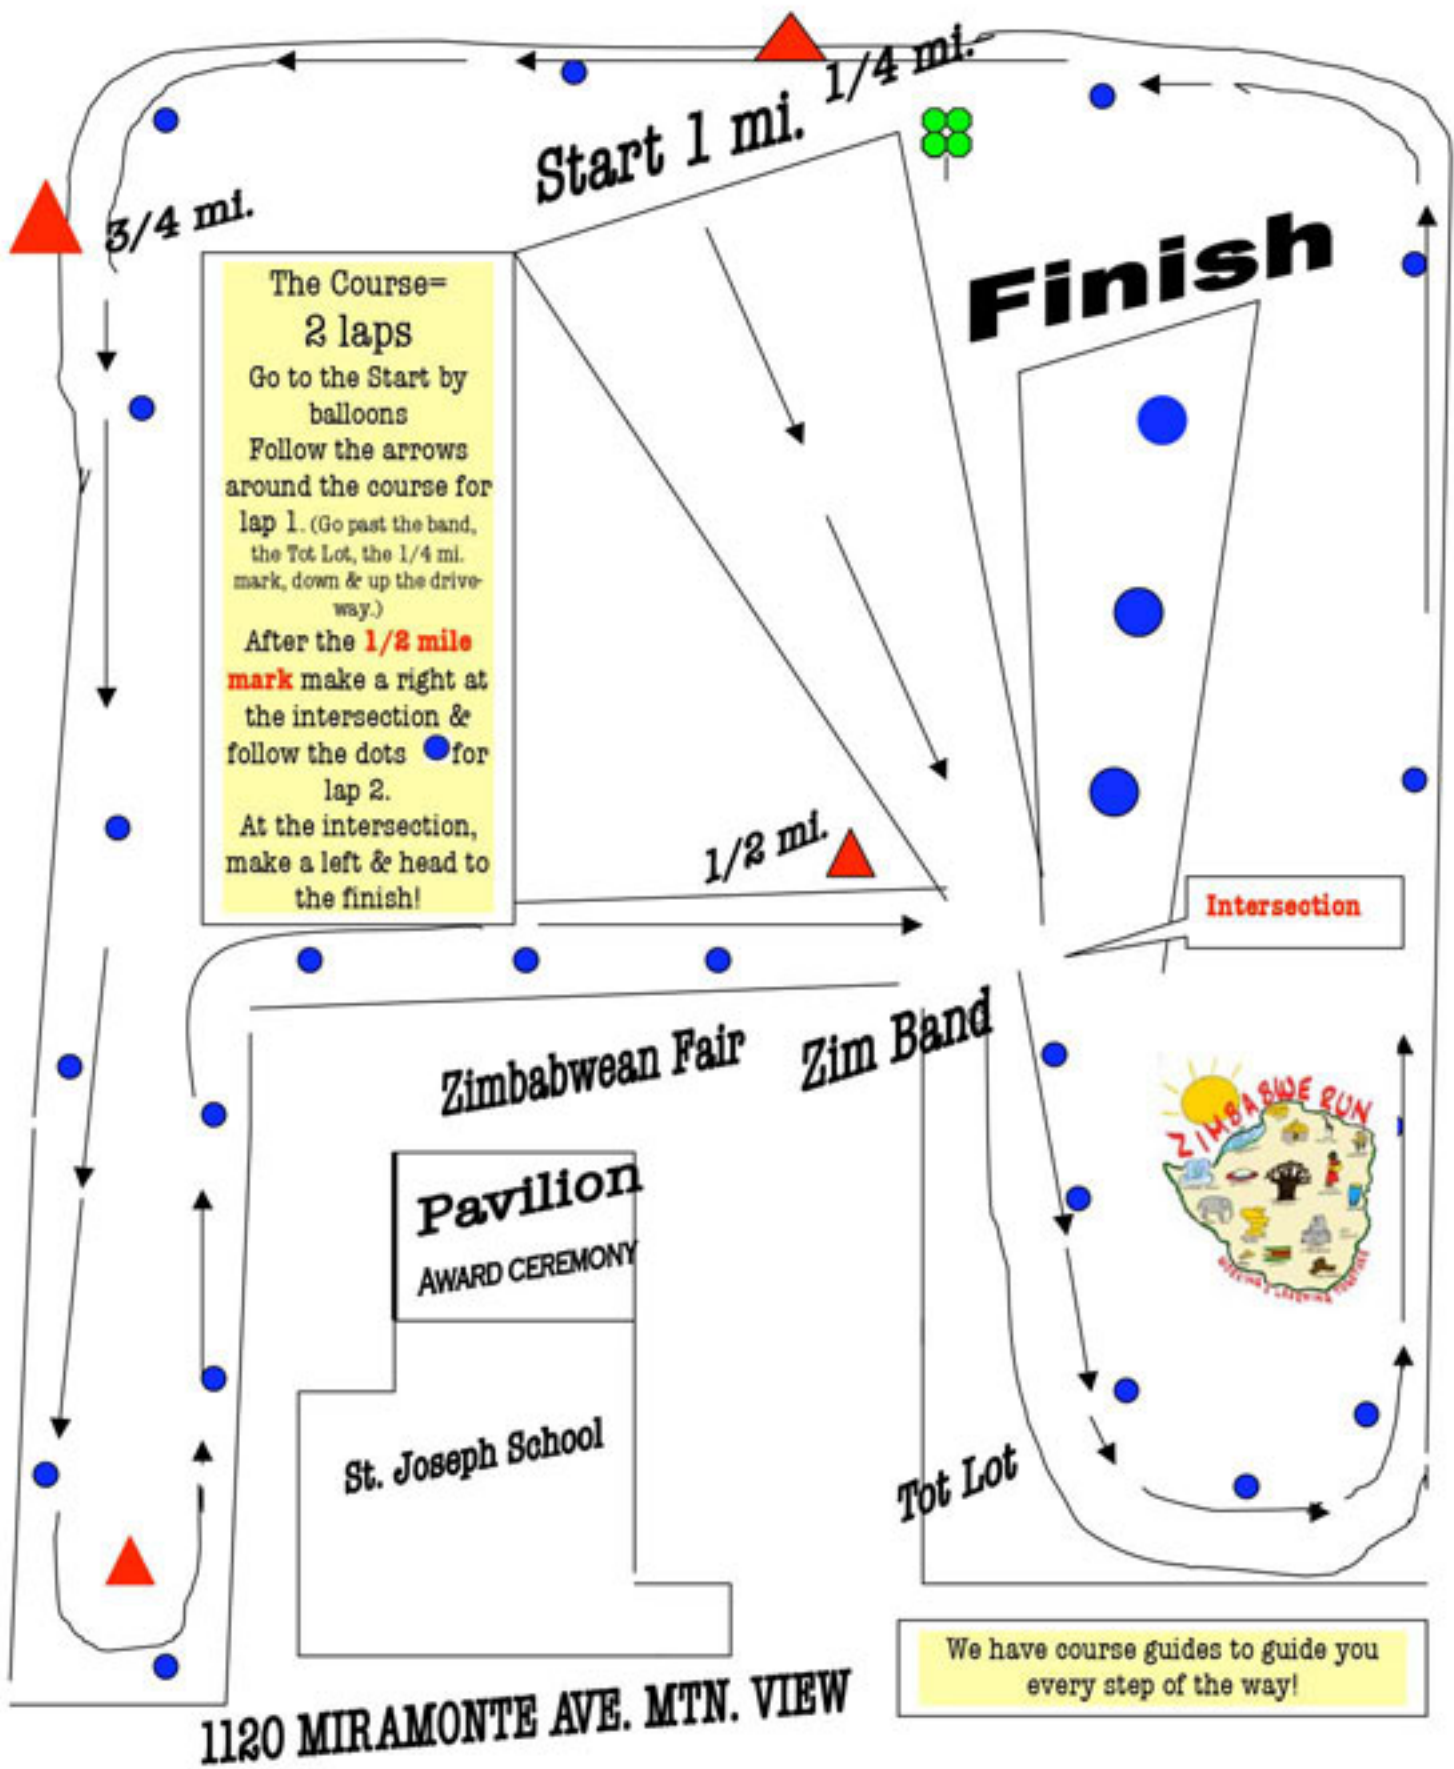 1/4 mi.
Start 1 mi.
3/4 mi.
Finish
The Course=
2 laps
Go to the Start by
balloons
Follow the arrows
around the course for
lap 1. (Go past the band,
the Tot Lot, the 1/4 mi.
mark, down & up the drive-
way.)
After the 1/2 mile
mark make a right at
the intersection &
follow the dots for
lap 2.
At the intersection,
make a left & head to
the finish!
1/2 mi.
Intersection
Zimbabwean Fair
Zim Band
ZIMBABWE RUN
Pavilion
AWARD CEREMONY
St. Joseph School
Tot Lot
We have course guides to guide you
every step of the way!
1120 MIRAMONTE AVE. MTN. VIEW